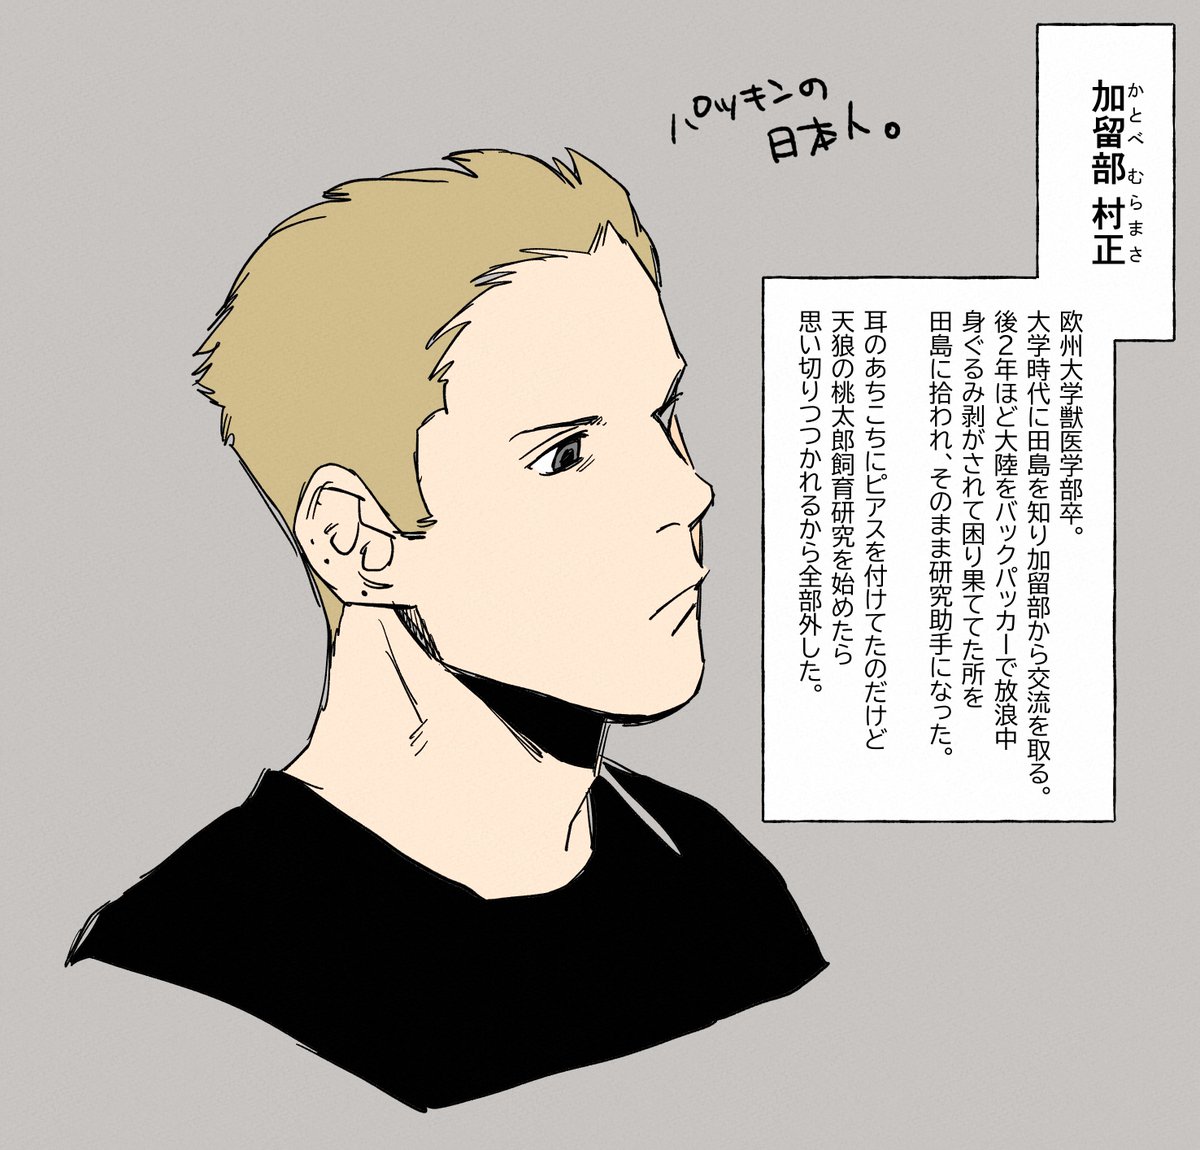 加留部 村正
かとべ むらまさ
パツキンの
日本人。
欧州大学獣医学部卒。
大学時代に田島を知り加留部から交流を取る。
後2年ほど大陸をバックパッカーで放浪中
身ぐるみ剥がされて困り果ててた所を
田島に拾われ、そのまま研究助手になった。
耳のあちこちにピアスを付けてたのだけど
天狼の桃太郎飼育研究を始めたら
思い切りつつかれるから全部外した。